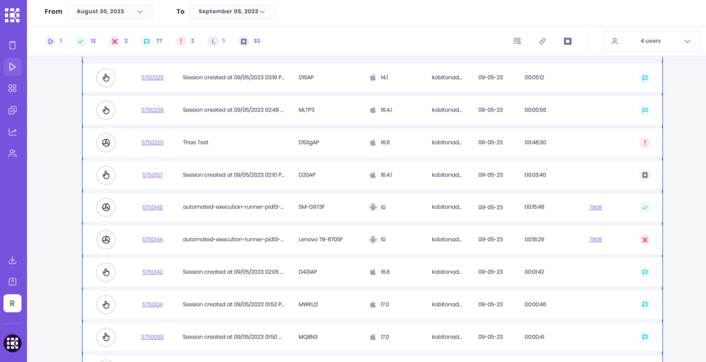 From August 30, 2023 To September 05, 2023
1 12 2 77 2 1 33 4 users
5750325 Session created at 09/05/2023 03:19 P... D10AP 14.1 kobitonad... 09-05-23 00:05:12
5750238 Session created at 09/05/2023 02:48 ... MLTP3 16.4.1 kobitonad... 09-05-23 00:00:56
5750220 Thao Test D53gAP 16.6 kobitonad... 09-05-23 00:48:30
5750157 Session created at 09/05/2023 02:10 P... D20AP 16.4.1 kobitonad... 09-05-23 00:03:40
5750145 automated-execution-runner-pid13-... SM-G973F 10 kobitonad... 09-05-23 00:15:48 7808
5750144 automated-execution-runner-pid13-... Lenovo TB-8705F 10 kobitonad... 09-05-23 00:16:29 7808
5750142 Session created at 09/05/2023 02:05 ... D431AP 16.6 kobitonad... 09-05-23 00:01:42
5750104 Session created at 09/05/2023 01:52 P... MWKU2 17.0 kobitonad... 09-05-23 00:00:46
5750095 Session created at 09/05/2023 01:50 ... MQ8N3 17.0 kobitonad... 09-05-23 00:00:41
R